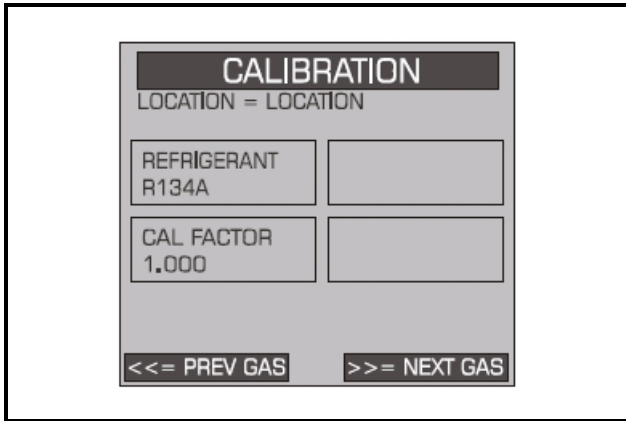 CALIBRATION
LOCATION = LOCATION
REFRIGERANT
R134A
CAL FACTOR
1.000
<<= PREV GAS
>>= NEXT GAS